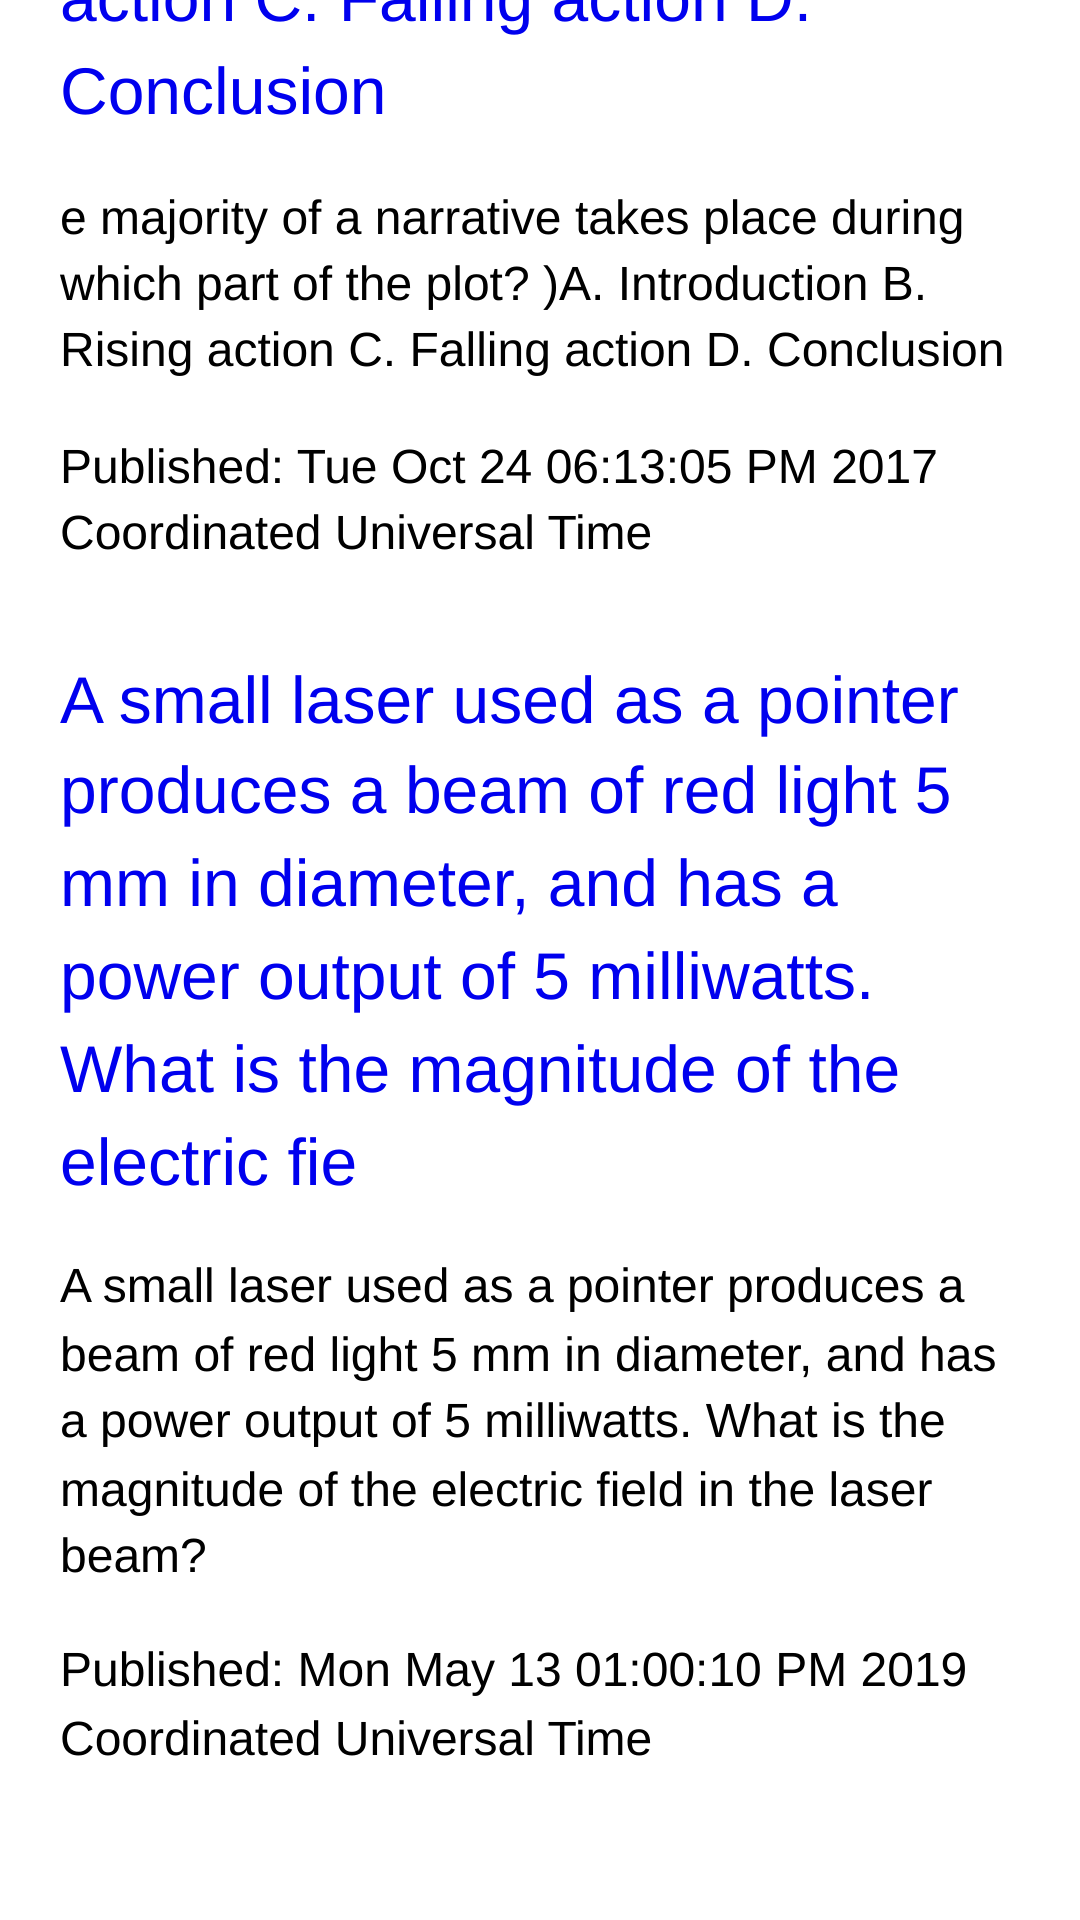 action C. Falling action D.
Conclusion
e majority of a narrative takes place during
which part of the plot? )A. Introduction B.
Rising action C. Falling action D. Conclusion
Published: Tue Oct 24 06:13:05 PM 2017
Coordinated Universal Time
A small laser used as a pointer
produces a beam of red light 5
mm in diameter, and has a
power output of 5 milliwatts.
What is the magnitude of the
electric fie
A small laser used as a pointer produces a
beam of red light 5 mm in diameter, and has
a power output of 5 milliwatts. What is the
magnitude of the electric field in the laser
beam?
Published: Mon May 13 01:00:10 PM 2019
Coordinated Universal Time